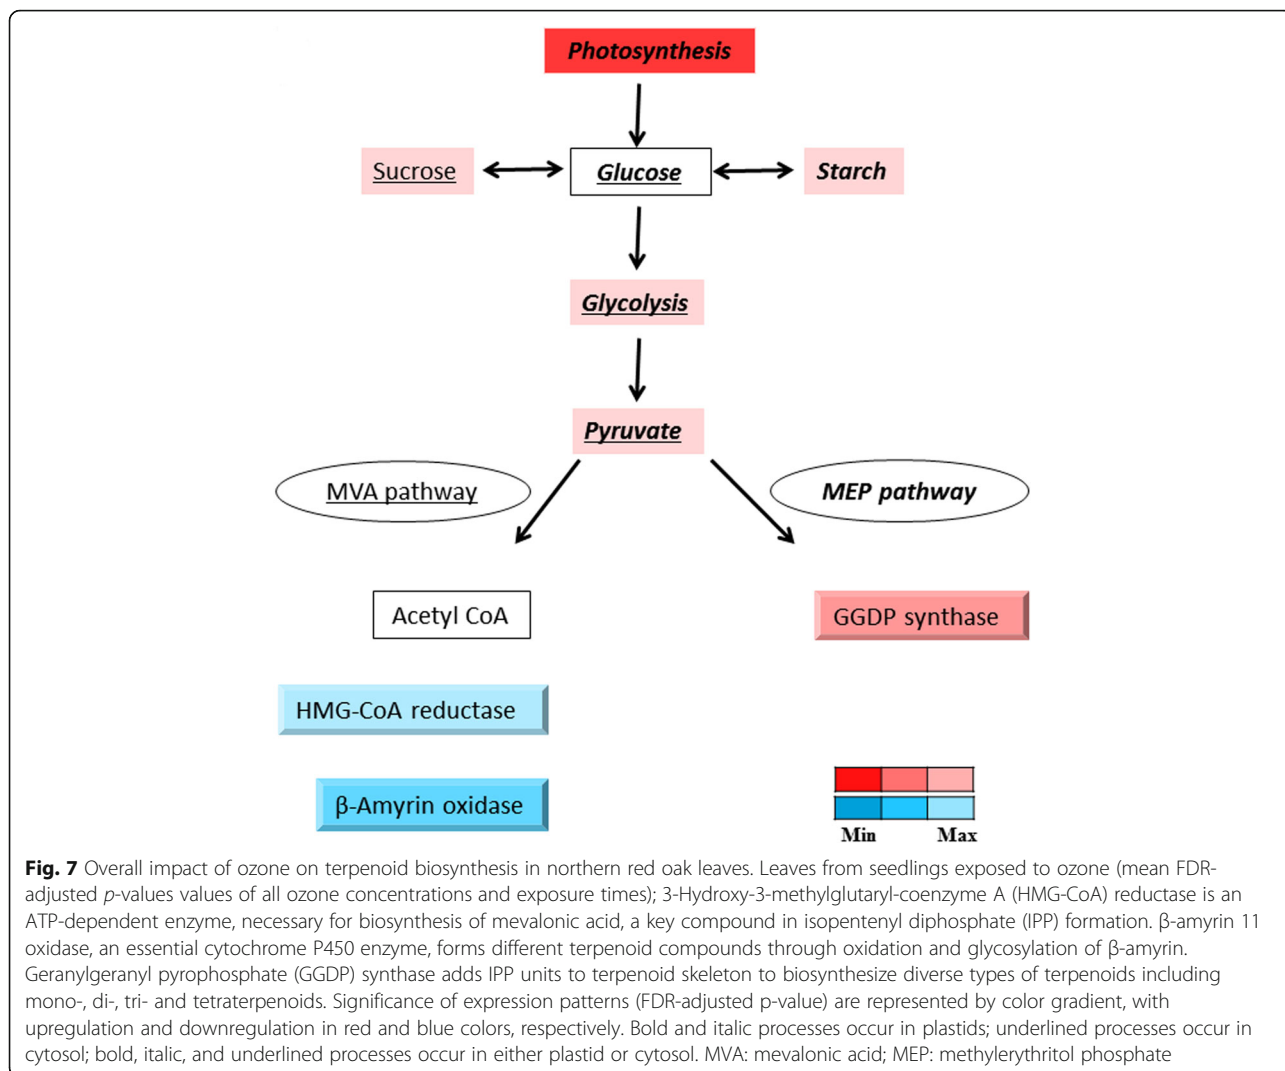 Photosynthesis
Sucrose
Glucose
Starch
Glycolysis
Pyruvate
MVA pathway
MEP pathway
Acetyl CoA
GGDP synthase
HMG-CoA reductase
β-Amyrin oxidase
Min Max
Fig. 7 Overall impact of ozone on terpenoid biosynthesis in northern red oak leaves. Leaves from seedlings exposed to ozone (mean FDR-
adjusted p-values values of all ozone concentrations and exposure times); 3-Hydroxy-3-methylglutaryl-coenzyme A (HMG-CoA) reductase is an
ATP-dependent enzyme, necessary for biosynthesis of mevalonic acid, a key compound in isopentenyl diphosphate (IPP) formation. β-amyrin 11
oxidase, an essential cytochrome P450 enzyme, forms different terpenoid compounds through oxidation and glycosylation of β-amyrin.
Geranylgeranyl pyrophosphate (GGDP) synthase adds IPP units to terpenoid skeleton to biosynthesize diverse types of terpenoids including
mono-, di-, tri- and tetraterpenoids. Significance of expression patterns (FDR-adjusted p-value) are represented by color gradient, with
upregulation and downregulation in red and blue colors, respectively. Bold and italic processes occur in plastids; underlined processes occur in
cytosol; bold, italic, and underlined processes occur in either plastid or cytosol. MVA: mevalonic acid; MEP: methylerythritol phosphate